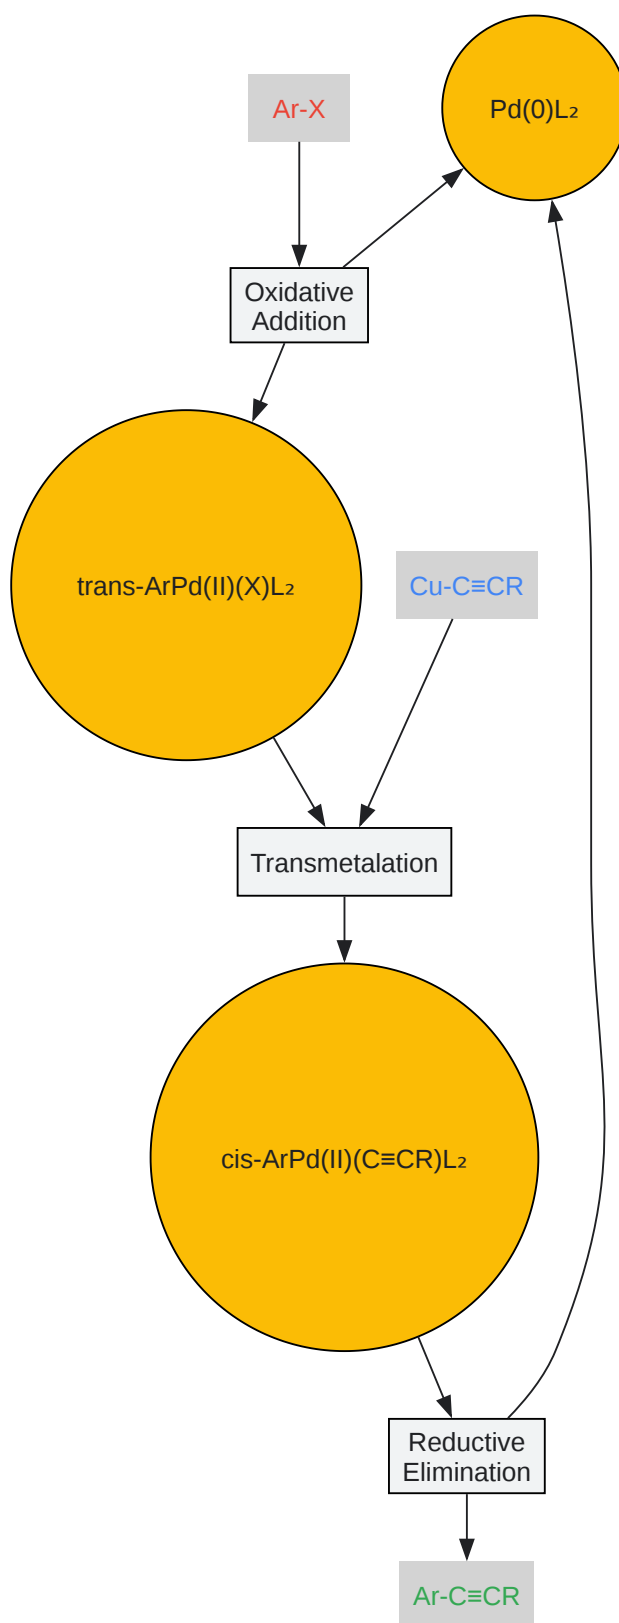 Ar-X
Pd(0)L₂
Oxidative
Addition
trans-ArPd(II)(X)L₂
Cu-C≡CR
Transmetalation
cis-ArPd(II)(C≡CR)L₂
Reductive
Elimination
Ar-C≡CR